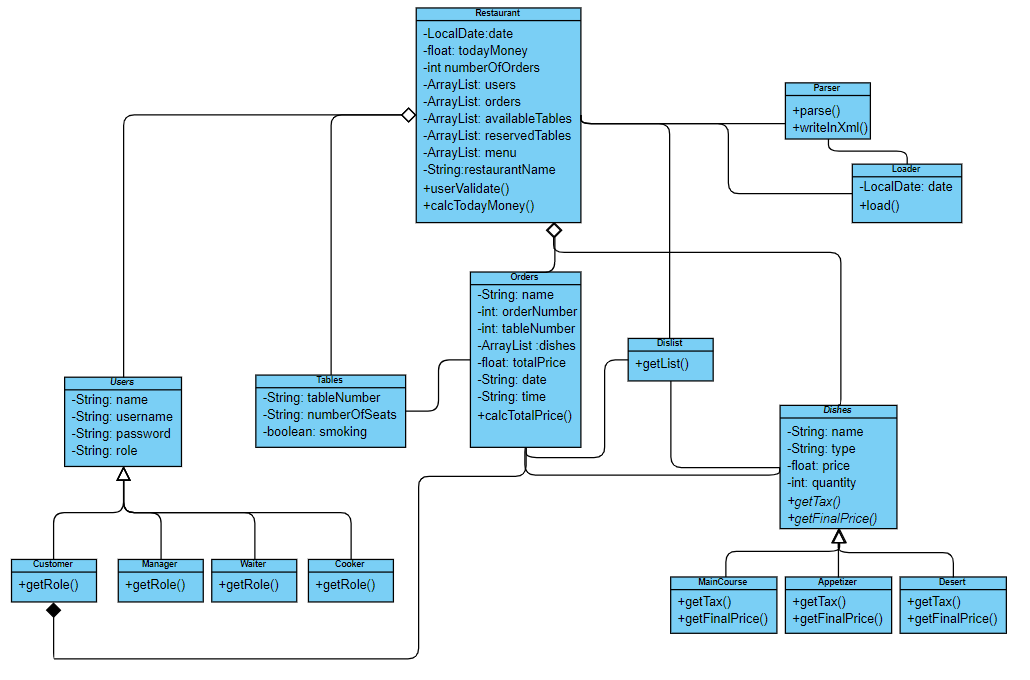 Restaurant
-LocalDate:date
-float: todayMoney
-int numberOfOrders
-ArrayList: users
-ArrayList: orders
-ArrayList: availableTables
-ArrayList: reservedTables
-ArrayList: menu
-String:restaurantName
+userValidate()
+calcTodayMoney()
Parser
+parse()
+writeInXml()
Loader
-LocalDate: date
+load()
Orders
-String: name
-int: orderNumber
-int: tableNumber
-ArrayList :dishes
-float: totalPrice
-String: date
-String: time
+calcTotalPrice()
Dislist
+getList()
Users
-String: name
-String: username
-String: password
-String: role
Tables
-String: tableNumber
-String: numberOfSeats
-boolean: smoking
Dishes
-String: name
-String: type
-float: price
-int: quantity
+getTax()
+getFinalPrice()
Customer
+getRole()
Manager
+getRole()
Waiter
+getRole()
Cooker
+getRole()
MainCourse
+getTax()
+getFinalPrice()
Appetizer
+getTax()
+getFinalPrice()
Desert
+getTax()
+getFinalPrice()